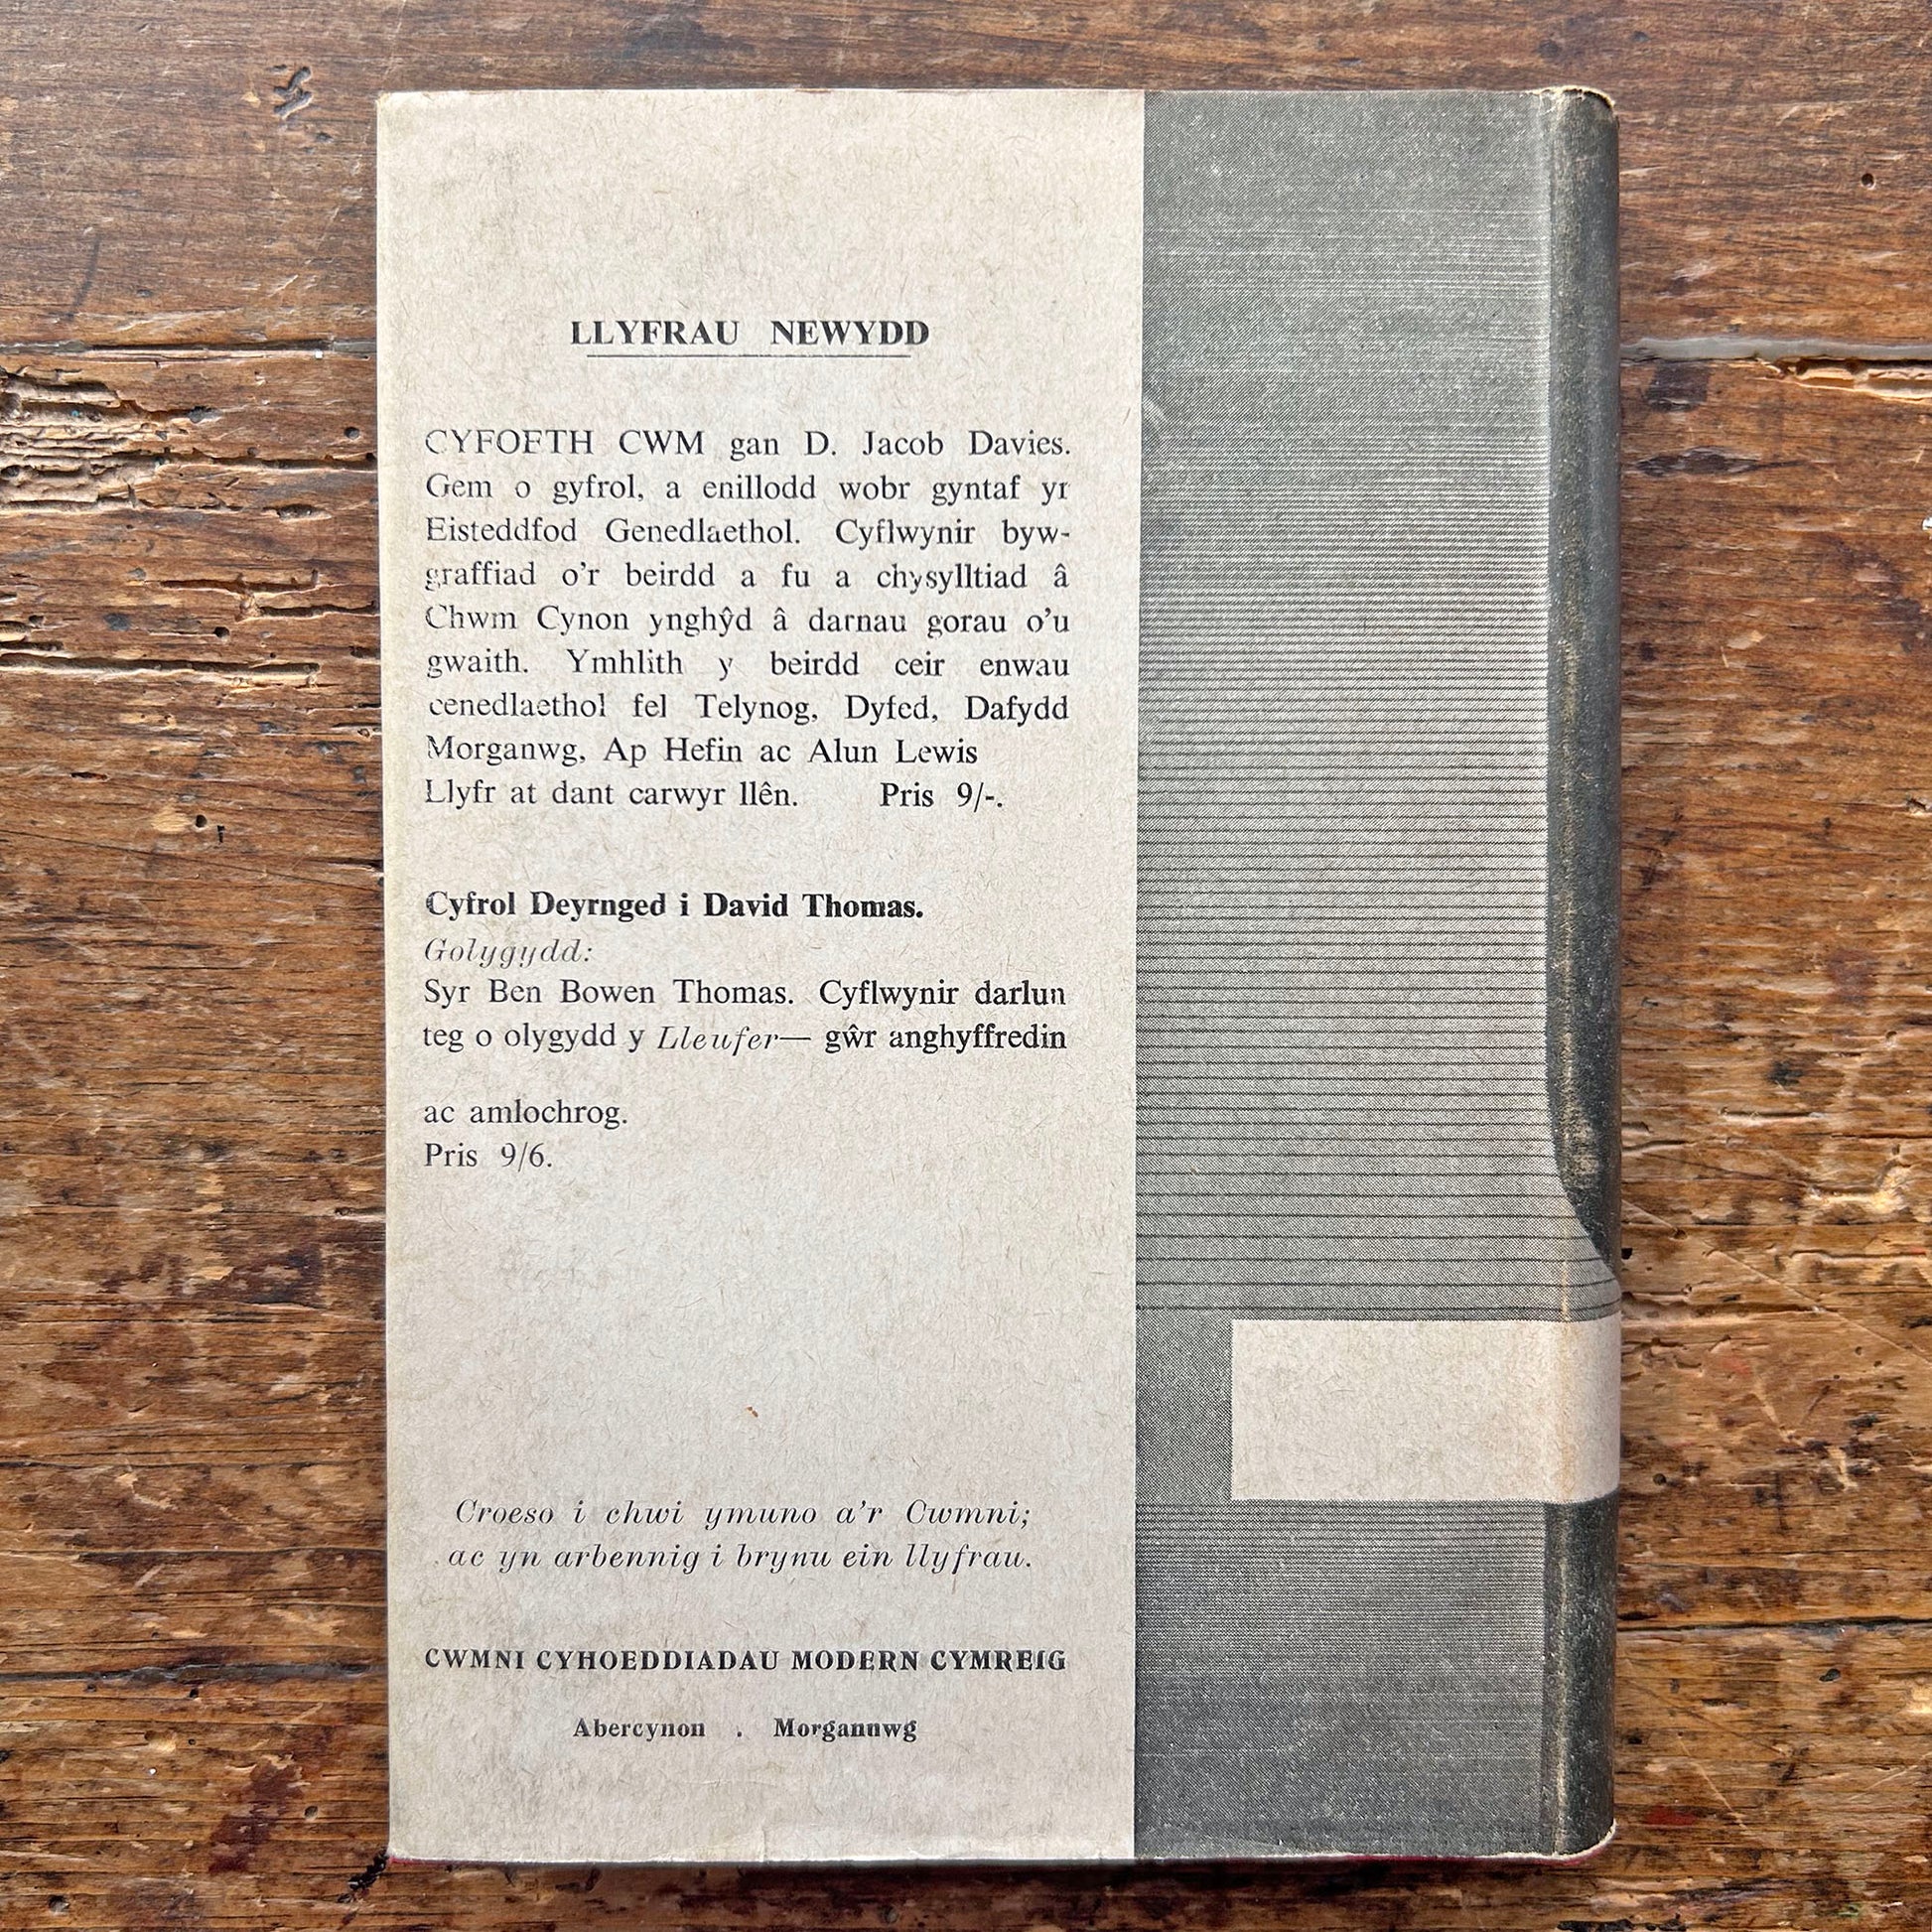 LLYFRAU NEWYDD
CYFOETH CWM gan D. Jacob Davies.
Gem o gyfrol, a enillodd wobr gyntaf yr
Eisteddfod Genedlaethol. Cyflwynir byw-
graffiad o'r beirdd a fu a chysylltiad â
Chwm Cynon ynghŷd â darnau gorau o'u
gwaith. Ymhlith y beirdd ceir enwau
cenedlaethol fel Telynog, Dyfed, Dafydd
Morganwg, Ap Hefin ac Alun Lewis
Llyfr at dant carwyr llên. Pris 9/-.
Cyfrol Deyrnged i David Thomas.
Golygydd:
Syr Ben Bowen Thomas. Cyflwynir darlun
teg o olygydd y Lleufer— gŵr anghyffredin
ac amlochrog.
Pris 9/6.
Croeso i chwi ymuno a'r Cwmni;
ac yn arbennig i brynu ein llyfrau.
CWMNI CYHOEDDIADAU MODERN CYMREIG
Abercynon . Morgannwg